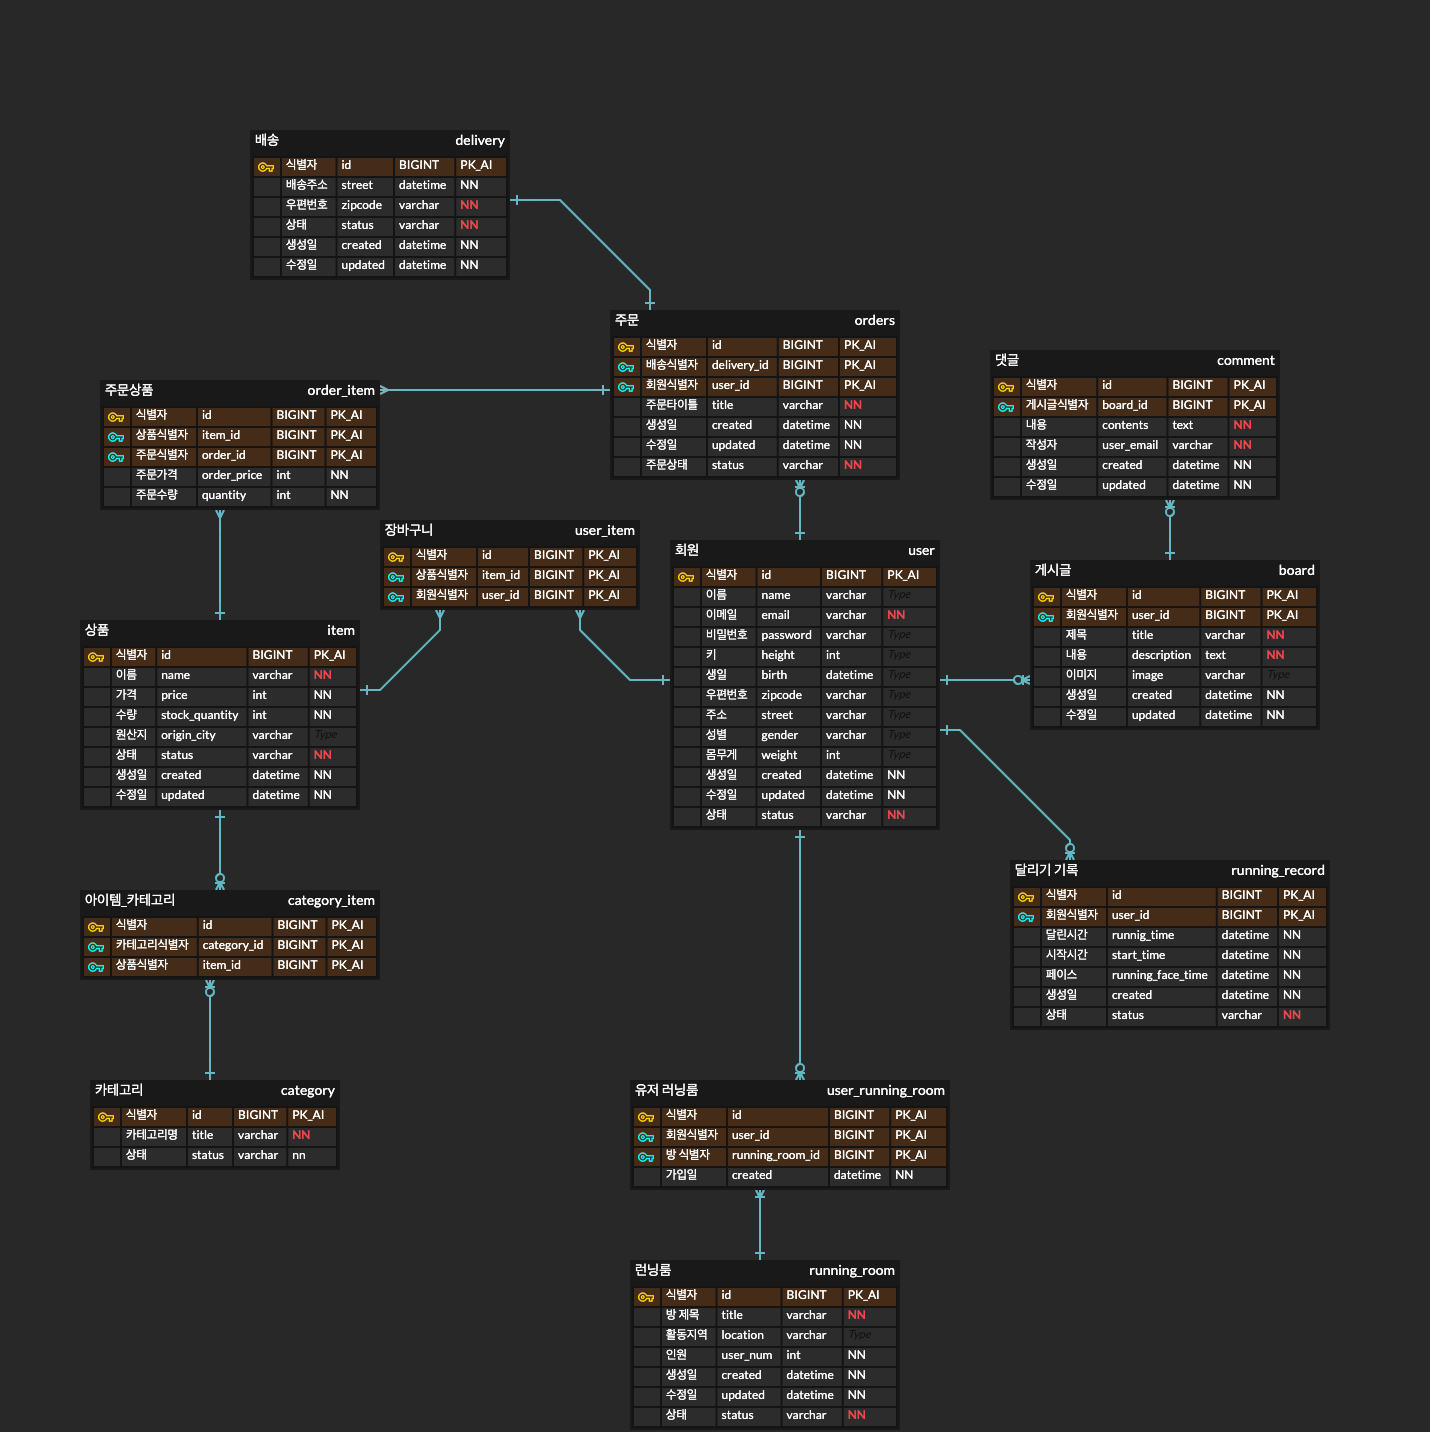 배송 delivery
식별자 id BIGINT PK_AI
배송주소 street datetime NN
우편번호 zipcode varchar NN
상태 status varchar NN
생성일 created datetime NN
수정일 updated datetime NN
주문 orders
식별자 id BIGINT PK_AI
배송식별자 delivery_id BIGINT PK_AI
회원식별자 user_id BIGINT PK_AI
주문타이틀 title varchar NN
생성일 created datetime NN
수정일 updated datetime NN
주문상태 status varchar NN
댓글 comment
식별자 id BIGINT PK_AI
게시글식별자 board_id BIGINT PK_AI
내용 contents text NN
작성자 user_email varchar NN
생성일 created datetime NN
수정일 updated datetime NN
주문상품 order_item
식별자 id BIGINT PK_AI
상품식별자 item_id BIGINT PK_AI
주문식별자 order_id BIGINT PK_AI
주문가격 order_price int NN
주문수량 quantity int NN
장바구니 user_item
식별자 id BIGINT PK_AI
상품식별자 item_id BIGINT PK_AI
회원식별자 user_id BIGINT PK_AI
회원 user
식별자 id BIGINT PK_AI
이름 name varchar Type
이메일 email varchar NN
비밀번호 password varchar Type
키 height int Type
생일 birth datetime Type
우편번호 zipcode varchar Type
주소 street varchar Type
성별 gender varchar Type
몸무게 weight int Type
생성일 created datetime NN
수정일 updated datetime NN
상태 status varchar NN
게시글 board
식별자 id BIGINT PK_AI
회원식별자 user_id BIGINT PK_AI
제목 title varchar NN
내용 description text NN
이미지 image varchar Type
생성일 created datetime NN
수정일 updated datetime NN
상품 item
식별자 id BIGINT PK_AI
이름 name varchar NN
가격 price int NN
수량 stock_quantity int NN
원산지 origin_city varchar Type
상태 status varchar NN
생성일 created datetime NN
수정일 updated datetime NN
달리기 기록 running_record
식별자 id BIGINT PK_AI
회원식별자 user_id BIGINT PK_AI
달린시간 runnig_time datetime NN
시작시간 start_time datetime NN
페이스 running_face_time datetime NN
생성일 created datetime NN
상태 status varchar NN
아이템_카테고리 category_item
식별자 id BIGINT PK_AI
카테고리식별자 category_id BIGINT PK_AI
상품식별자 item_id BIGINT PK_AI
카테고리 category
식별자 id BIGINT PK_AI
카테고리명 title varchar NN
상태 status varchar nn
유저 러닝룸 user_running_room
식별자 id BIGINT PK_AI
회원식별자 user_id BIGINT PK_AI
방 식별자 running_room_id BIGINT PK_AI
가입일 created datetime NN
런닝룸 running_room
식별자 id BIGINT PK_AI
방 제목 title varchar NN
활동지역 location varchar Type
인원 user_num int NN
생성일 created datetime NN
수정일 updated datetime NN
상태 status varchar NN